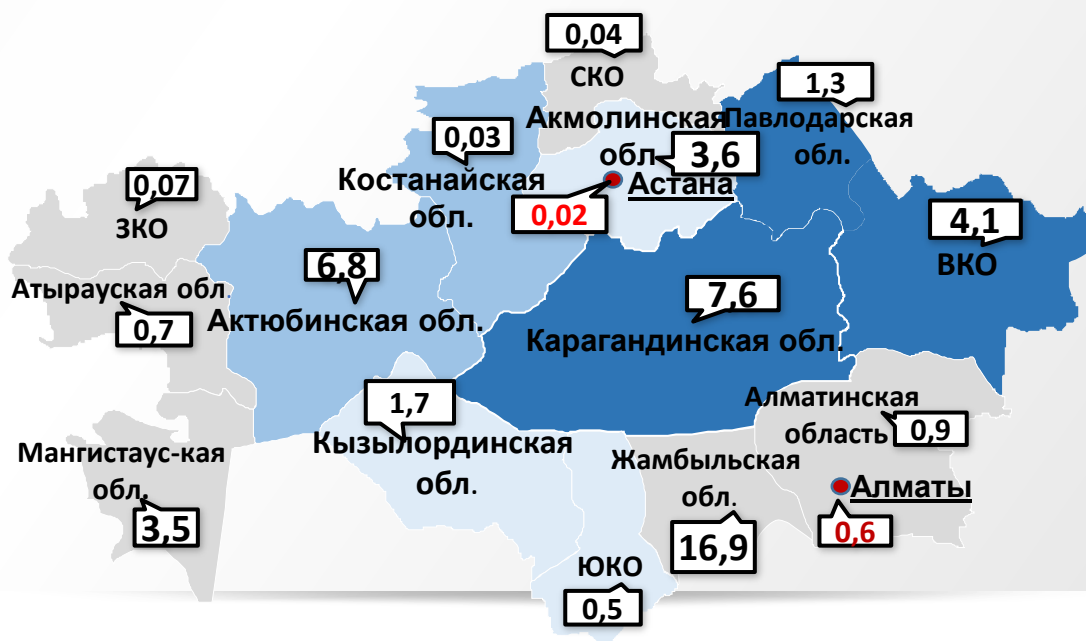 0,04
СКО
1,3
Павлодарская
обл.
Акмолинская
обл
3,6
0,03
Костанайская
обл.
Астана
0,02
0,07
ЗКО
4,1
ВКО
Атырауская обл.
0,7
6,8
Актюбинская обл.
7,6
Карагандинская обл.
1,7
Кызылординская
обл.
Алматинская
область
0,9
Мангистаус-кая
обл.
3,5
Жамбыльская
обл.
16,9
Алматы
0,6
ЮКО
0,5